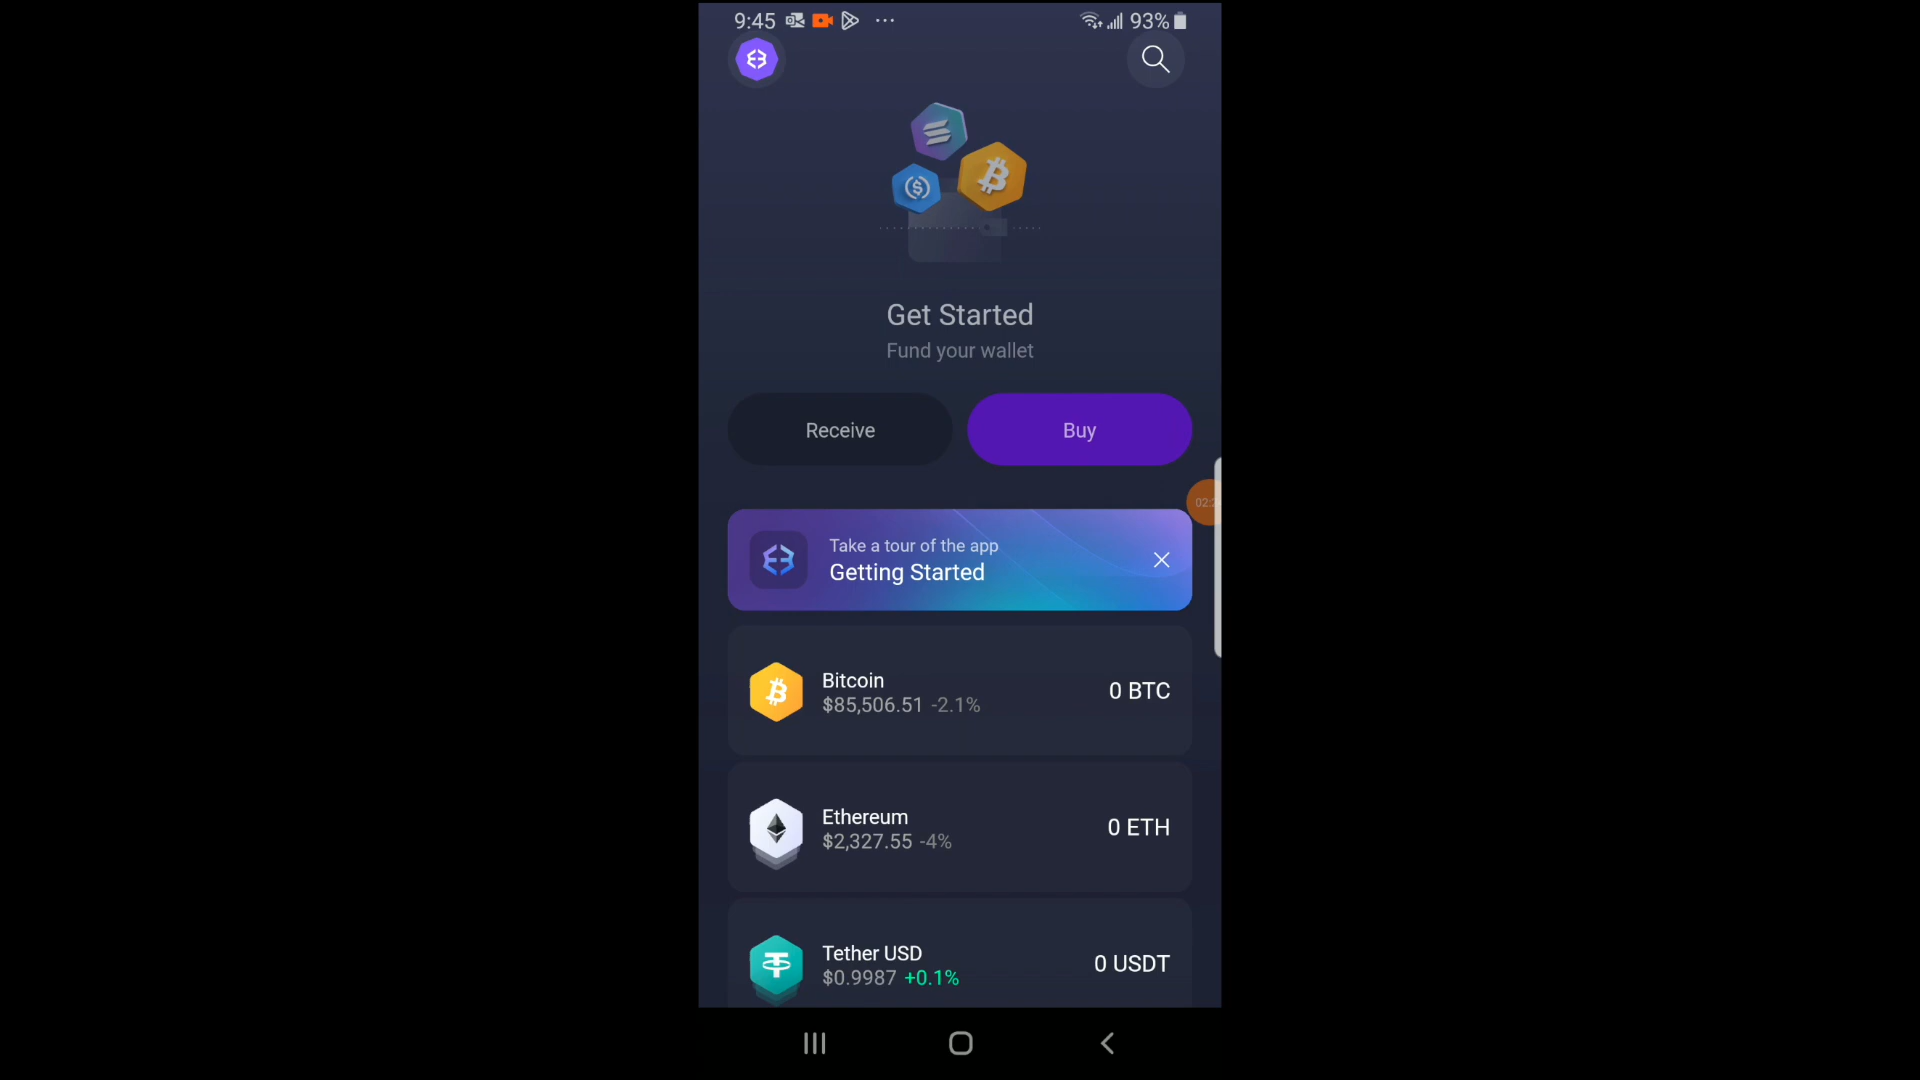 9:45
93%
Get Started
Fund your wallet
Receive
Buy
Take a tour of the app
Getting Started
Bitcoin
$85,506.51 -2.1%
0 BTC
Ethereum
$2,327.55 -4%
0 ETH
Tether USD
$0.9987 +0.1%
0 USDT